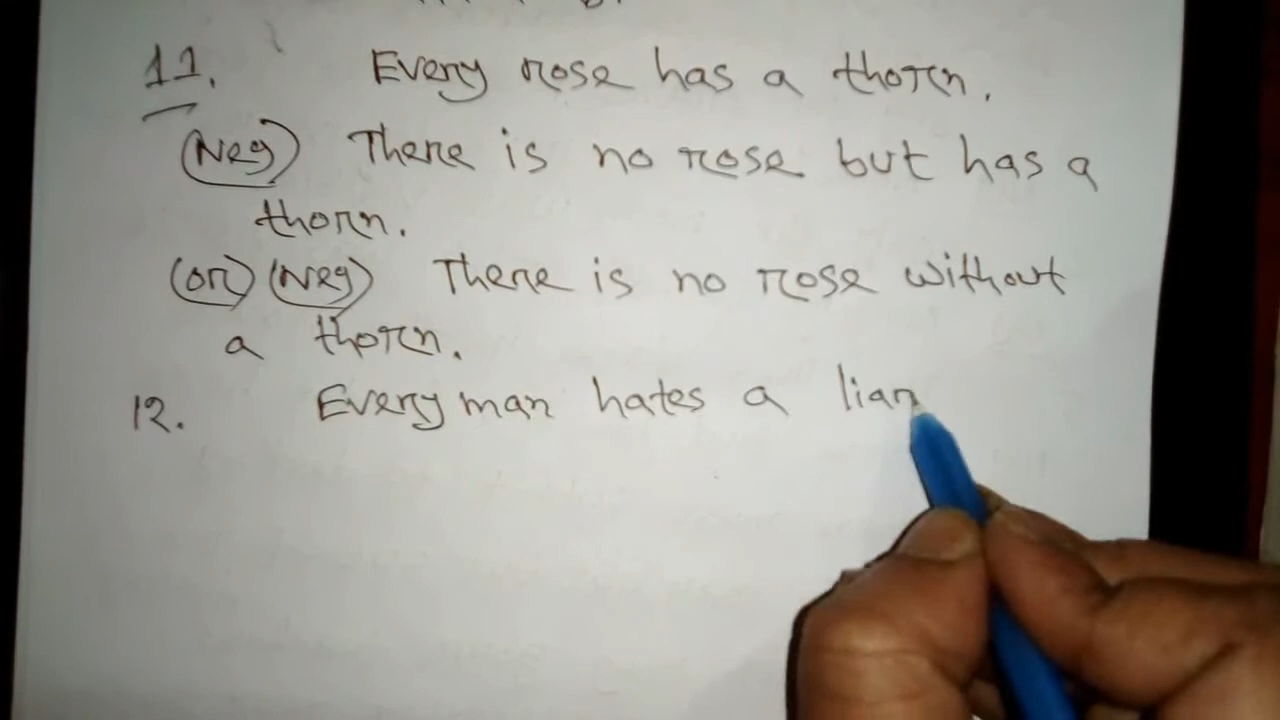 11. Every rose has a thorn.
(Neg) There is no rose but has a
thorn.
(or) (Neg) There is no rose without
a thorn.
12. Every man hates a liar